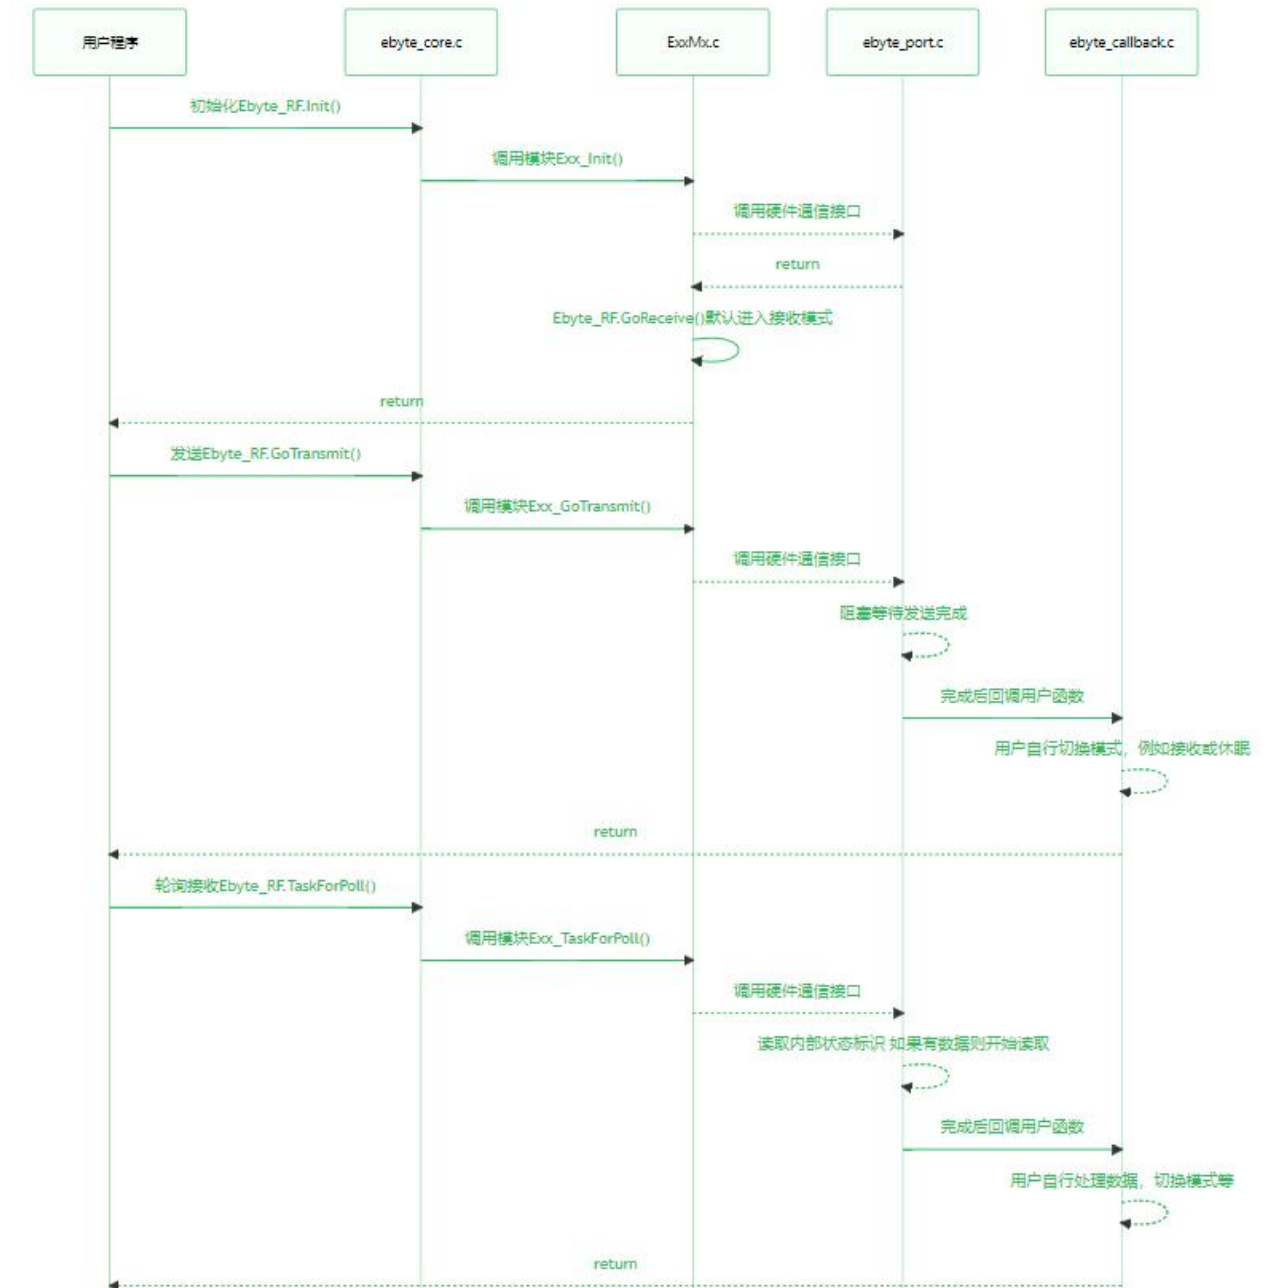 用户程序
ebyte_core.c
ExxMx.c
ebyte_port.c
ebyte_callback.c
初始化Ebyte_RF.Init()
调用模块Exx_Init()
调用硬件通信接口
return
Ebyte_RF.GoReceive()默认进入接收模式
return
发送Ebyte_RF.GoTransmit()
调用模块Exx_GoTransmit()
调用硬件通信接口
阻塞等待发送完成
完成后回调用户函数
用户自行切换模式，例如接收或休眠
return
轮询接收Ebyte_RF.TaskForPoll()
调用模块Exx_TaskForPoll()
调用硬件通信接口
读取内部状态标识 如果有数据则开始读取
完成后回调用户函数
用户自行处理数据，切换模式等
return